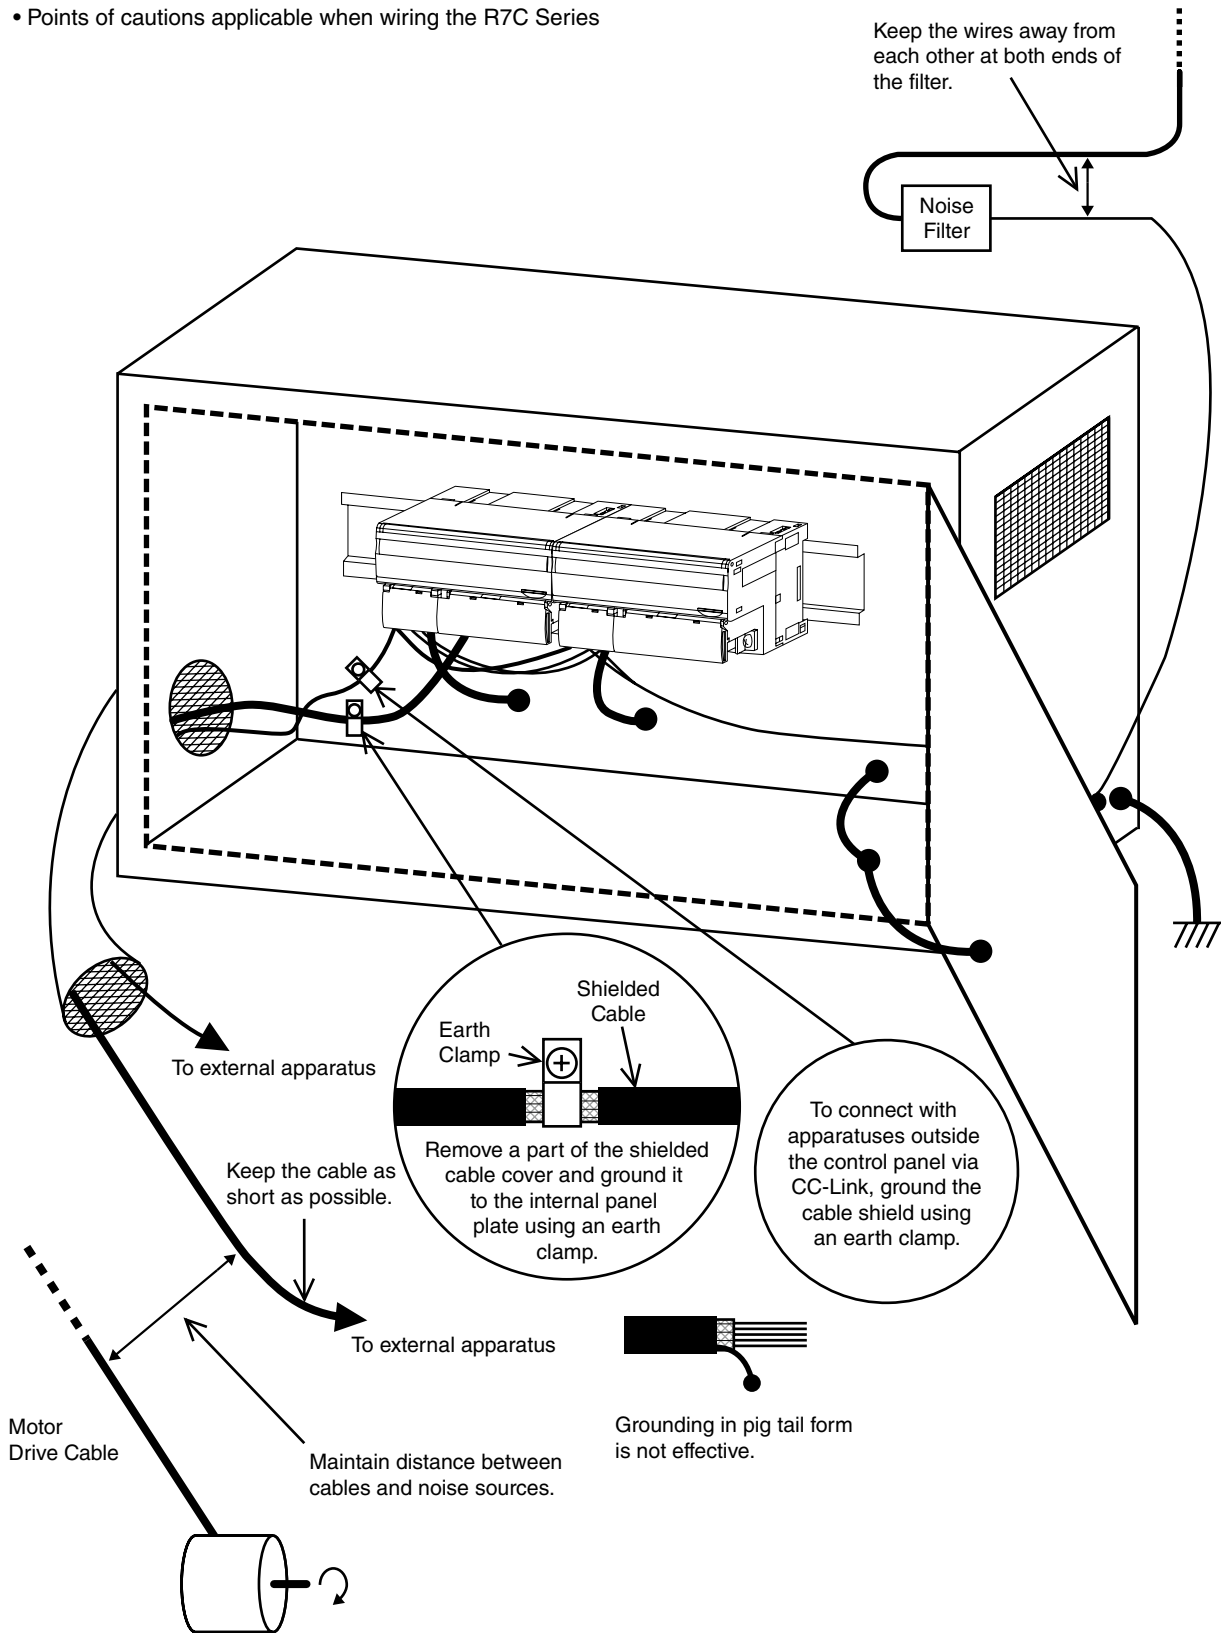 • Points of cautions applicable when wiring the R7C Series
Keep the wires away from
each other at both ends of
the filter.
Noise
Filter
Shielded
Cable
Earth
Clamp
To external apparatus
Remove a part of the shielded
cable cover and ground it
to the internal panel
plate using an earth
clamp.
To connect with
apparatuses outside
the control panel via
CC-Link, ground the
cable shield using
an earth clamp.
Keep the cable as
short as possible.
To external apparatus
Motor
Drive Cable
Maintain distance between
cables and noise sources.
Grounding in pig tail form
is not effective.